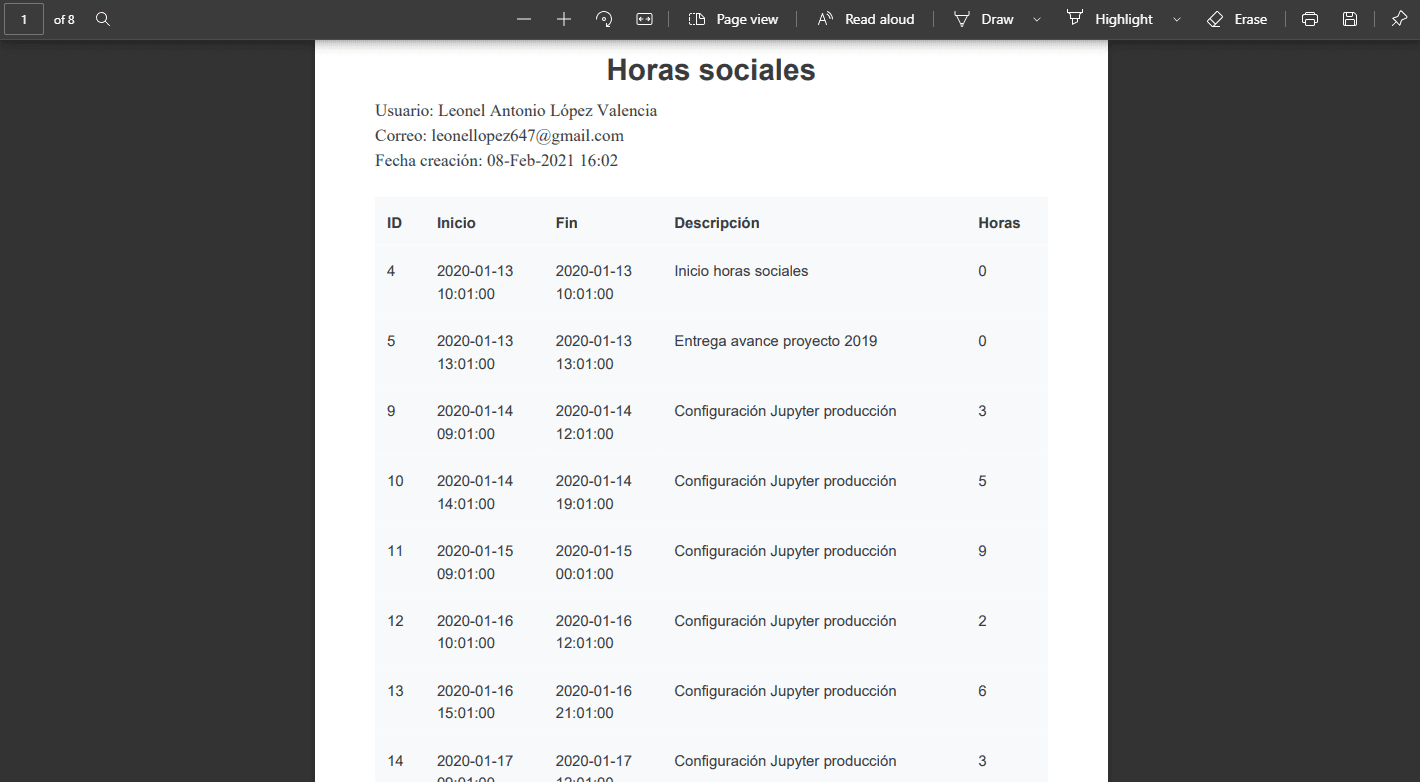 1 of 8 Page view Read aloud Draw Highlight Erase
Horas sociales
Usuario: Leonel Antonio López Valencia
Correo: leonellopez647@gmail.com
Fecha creación: 08-Feb-2021 16:02
ID Inicio Fin Descripción Horas
4 2020-01-13 2020-01-13 Inicio horas sociales 0
10:01:00 10:01:00
5 2020-01-13 2020-01-13 Entrega avance proyecto 2019 0
13:01:00 13:01:00
9 2020-01-14 2020-01-14 Configuración Jupyter producción 3
09:01:00 12:01:00
10 2020-01-14 2020-01-14 Configuración Jupyter producción 5
14:01:00 19:01:00
11 2020-01-15 2020-01-15 Configuración Jupyter producción 9
09:01:00 00:01:00
12 2020-01-16 2020-01-16 Configuración Jupyter producción 2
10:01:00 12:01:00
13 2020-01-16 2020-01-16 Configuración Jupyter producción 6
15:01:00 21:01:00
14 2020-01-17 2020-01-17 Configuración Jupyter producción 3